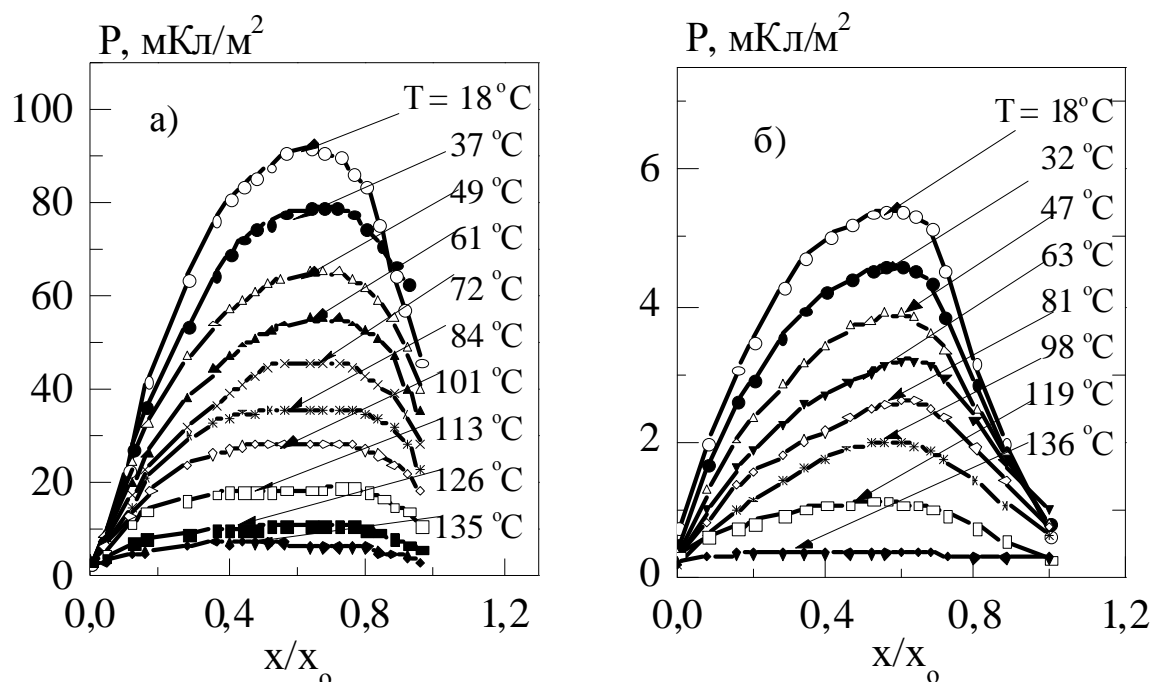 P, мКл/м²
а)
100
80
60
40
20
0
T = 18 °C
37 °C
49 °C
61 °C
72 °C
84 °C
101 °C
113 °C
126 °C
135 °C
0,0 0,4 0,8 1,2
x/x₀
P, мКл/м²
б)
6
4
2
0
T = 18°C
32 °C
47 °C
63 °C
81 °C
98 °C
119 °C
136 °C
0,0 0,4 0,8 1,2
x/x₀